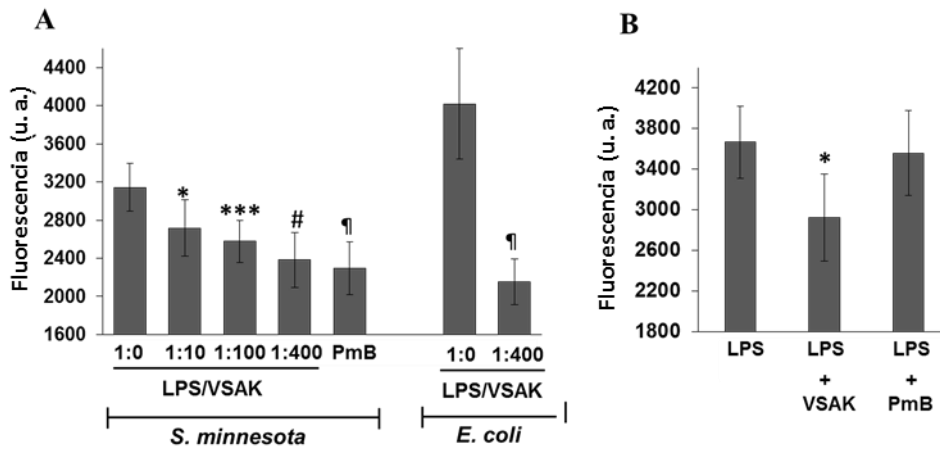 A
Fluorescencia (u. a.)
4400
4000
3600
3200
2800
2400
2000
1600
*
***
#
¶
¶
1:0 1:10 1:100 1:400 PmB 1:0 1:400
LPS/VSAK LPS/VSAK
S. minnesota E. coli
B
Fluorescencia (u. a.)
4200
3800
3400
3000
2600
2200
1800
*
LPS LPS LPS
+ +
VSAK PmB